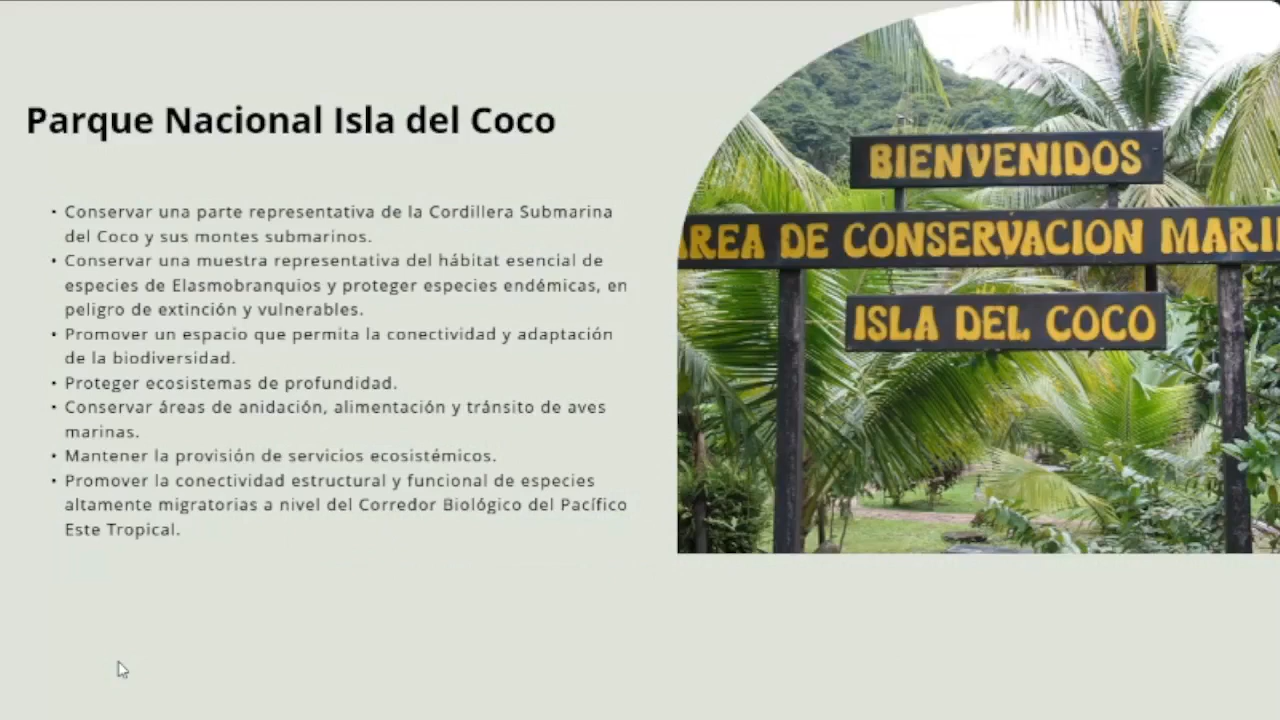 Parque Nacional Isla del Coco
• Conservar una parte representativa de la Cordillera Submarina
del Coco y sus montes submarinos.
• Conservar una muestra representativa del hábitat esencial de
especies de Elasmobranquios y proteger especies endémicas, en
peligro de extinción y vulnerables.
• Promover un espacio que permita la conectividad y adaptación
de la biodiversidad.
• Proteger ecosistemas de profundidad.
• Conservar áreas de anidación, alimentación y tránsito de aves
marinas.
• Mantener la provisión de servicios ecosistémicos.
• Promover la conectividad estructural y funcional de especies
altamente migratorias a nivel del Corredor Biológico del Pacífico
Este Tropical.
BIENVENIDOS
AREA DE CONSERVACION MARI
ISLA DEL COCO